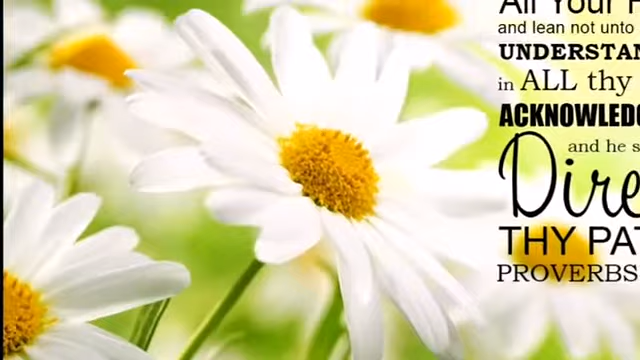 All Your H
and lean not unto
UNDERSTAN
in ALL thy
ACKNOWLEDG
and he s
Dire
THY PAT
PROVERBS